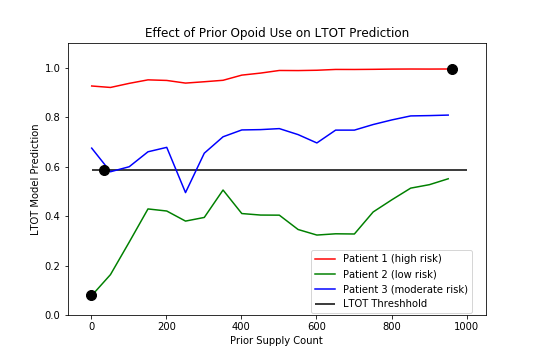 Effect of Prior Opoid Use on LTOT Prediction
LTOT Model Prediction
1.0
0.8
0.6
0.4
0.2
0.0
0
200
400
600
800
1000
Prior Supply Count
Patient 1 (high risk)
Patient 2 (low risk)
Patient 3 (moderate risk)
LTOT Threshhold